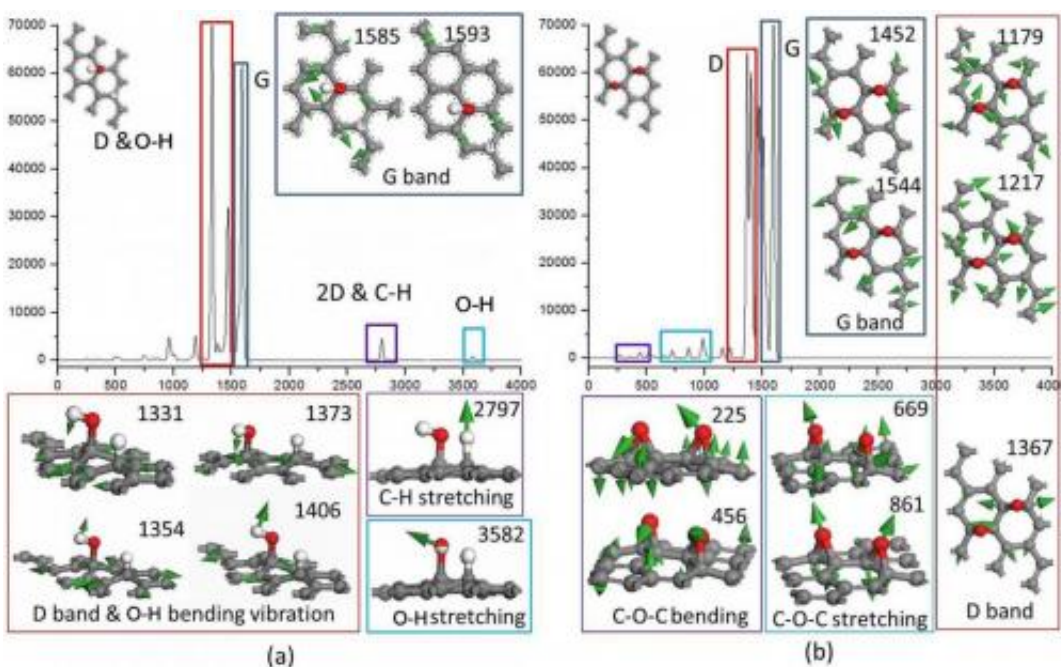 70000
60000
50000
40000
30000
20000
10000
0
0 500 1000 1500 2000 2500 3000 3500 4000
D & O-H
G
1585 1593
G band
2D & C-H
O-H
1331 1373
1354 1406
D band & O-H bending vibration
2797
C-H stretching
3582
O-H stretching
(a)
70000
60000
50000
40000
30000
20000
10000
0
0 500 1000 1500 2000 2500 3000 3500 4000
D
G
1452
1544
G band
1179
1217
1367
D band
225
456
C-O-C bending
669
861
C-O-C stretching
(b)